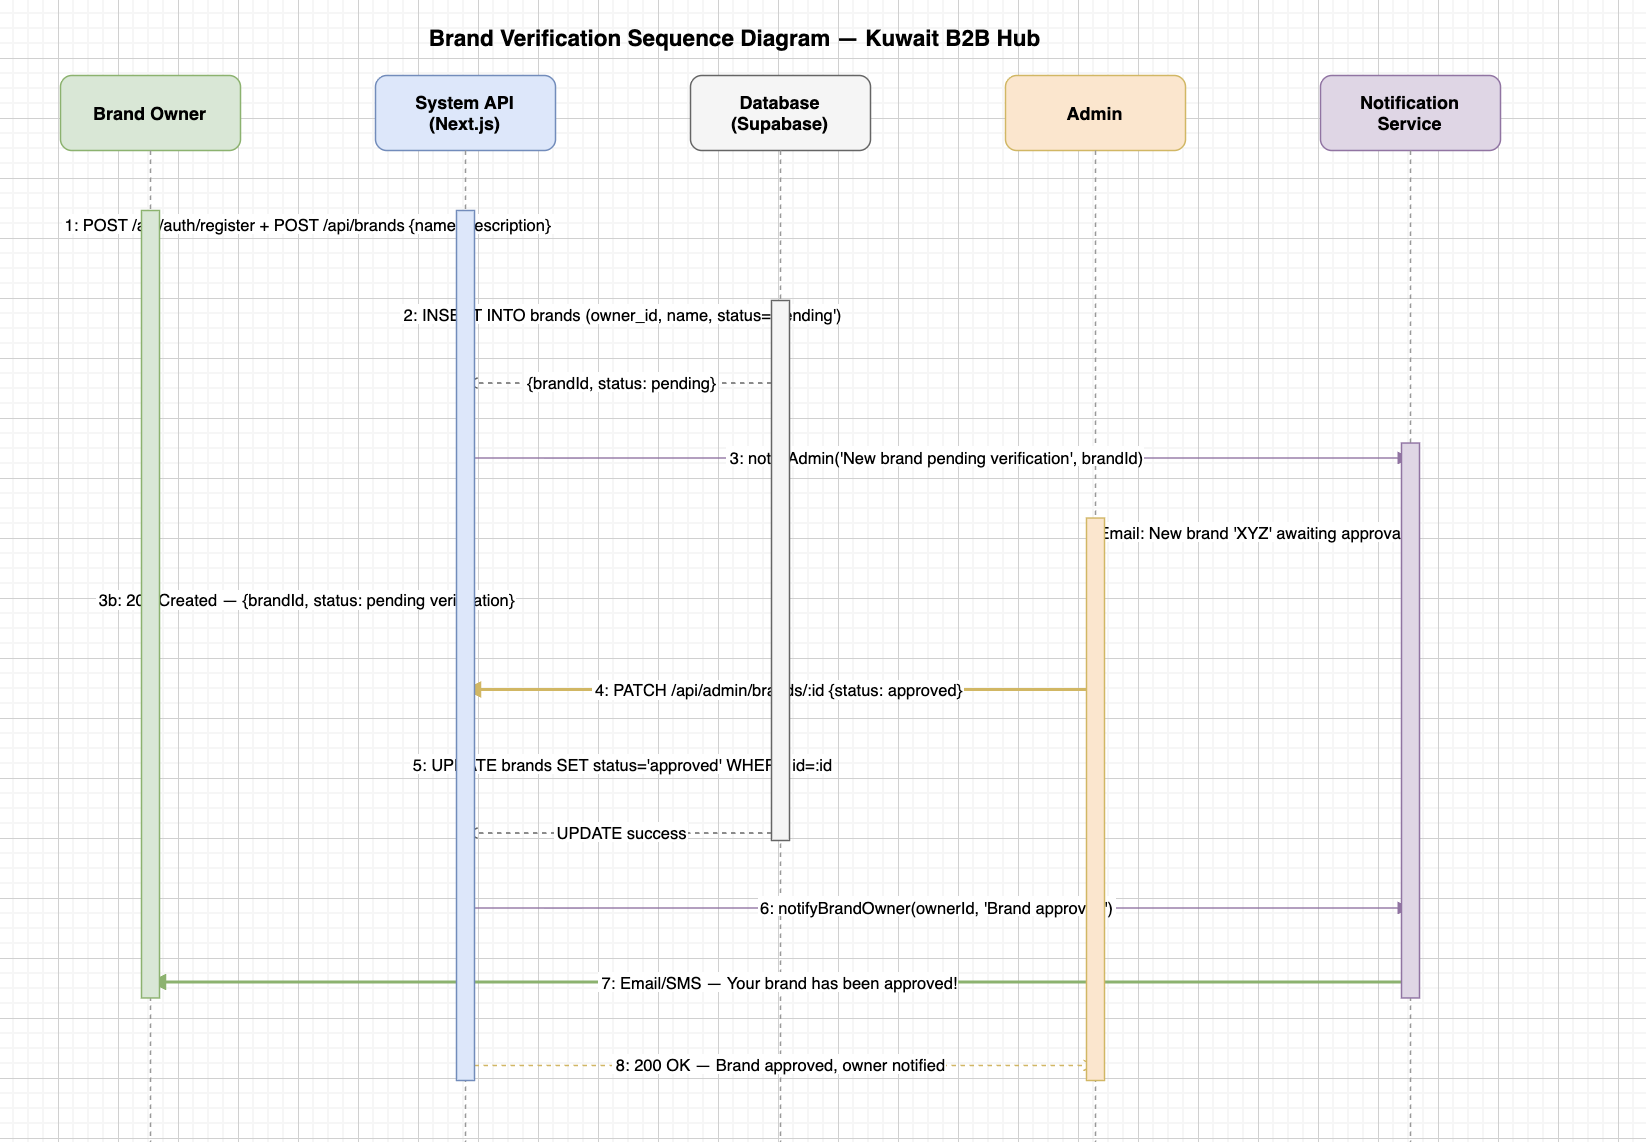 Brand Verification Sequence Diagram — Kuwait B2B Hub
Brand Owner
System API
(Next.js)
Database
(Supabase)
Admin
Notification
Service
1: POST /a /auth/register + POST /api/brands {name escription}
2: INSE T INTO brands (owner_id, name, status= ending')
{brandId, status: pending}
3: not Admin('New brand pending verification', brandId)
Email: New brand 'XYZ' awaiting approva
3b: 20 Created — {brandId, status: pending veri ation}
4: PATCH /api/admin/bra ds/:id {status: approved}
5: UP ATE brands SET status='approved' WHER id=:id
UPDATE success
6: notifyBrandOwner(ownerId, 'Brand approv ')
7: Email/SMS — Your brand has been approved!
8: 200 OK — Brand approved, owner notified